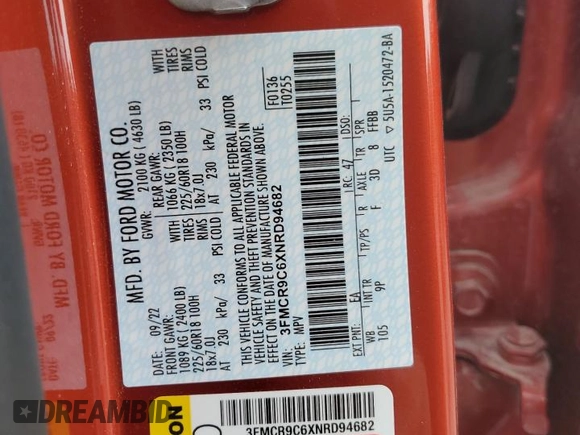 MFD. BY FORD MOTOR CO.
DATE: 09/22 GVWR: 2100 KG ( 4630 LB)
FRONT GAWR: REAR GAWR:
1089 KG ( 2400 LB) 1066 KG ( 2350 LB)
225/60R18 100H TIRES 225/60R18 100H
18x7.0J RIMS 18x7.0J
AT 230 kPa/ 33 PSI COLD AT 230 kPa/ 33 PSI COLD
THIS VEHICLE CONFORMS TO ALL APPLICABLE FEDERAL MOTOR
VEHICLE SAFETY AND THEFT PREVENTION STANDARDS IN
EFFECT ON THE DATE OF MANUFACTURE SHOWN ABOVE.
F0136
T0255
VIN: 3FMCR9C6XNRD94682
TYPE: MPV
EXT PNT: EA RC: 47 DSO:
WB INT TR TP/PS R AXLE TR SPR
105 9P F 3D 8 FFBB
UTC 5U5A-1520472-BA
3FMCR9C6XNRD94682
DREAMBID